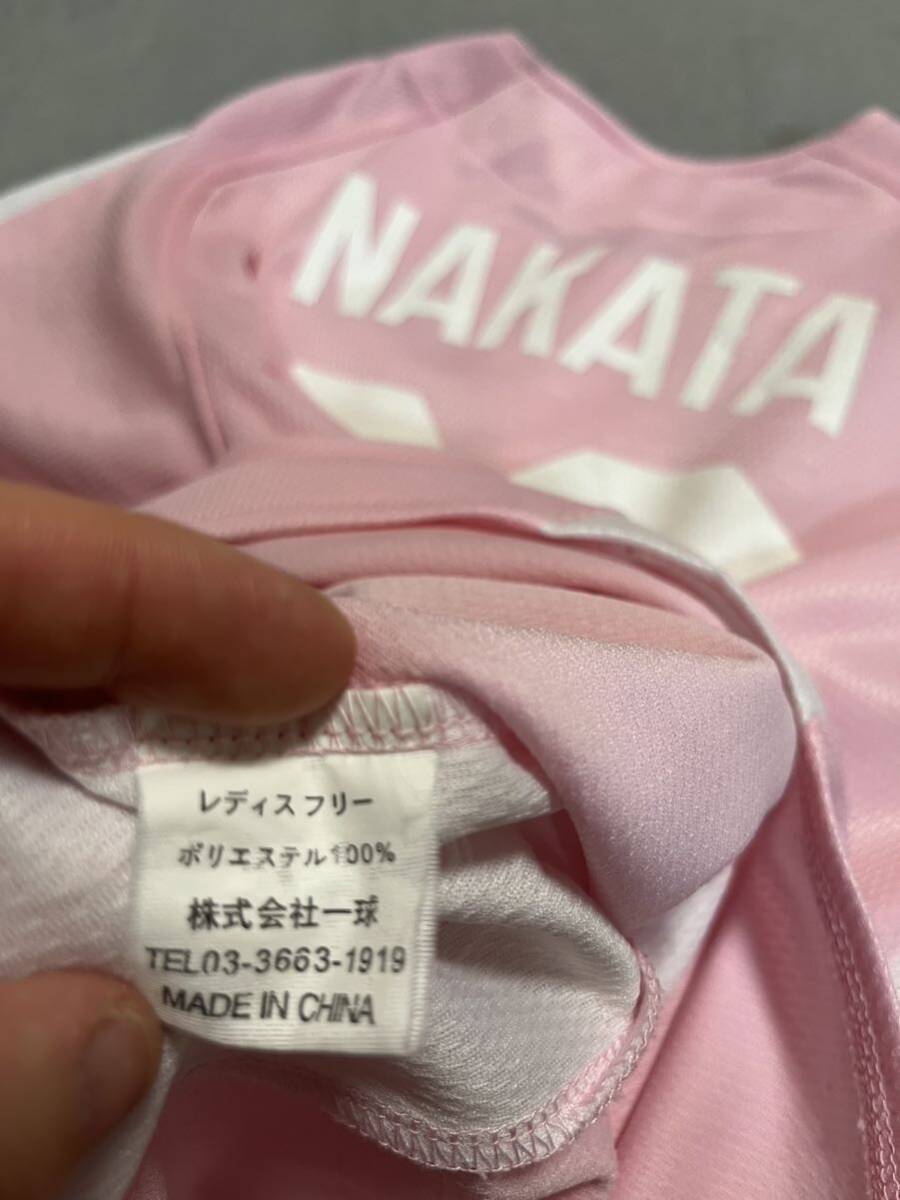 NAKATA
レディスフリー
ポリエステル100%
株式会社一球
TEL03-3663-1919
MADE IN CHINA